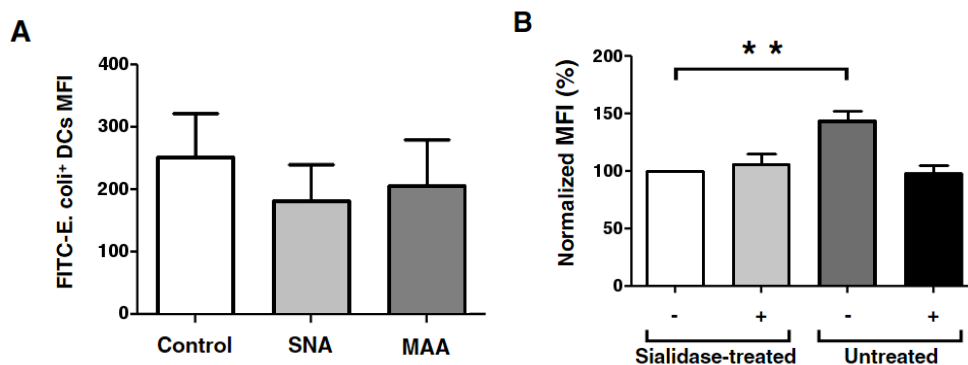 A
FITC-E. coli⁺ DCs MFI
400
300
200
100
0
Control SNA MAA
B
Normalized MFI (%)
200
150
100
50
0
* *
- + - +
Sialidase-treated Untreated